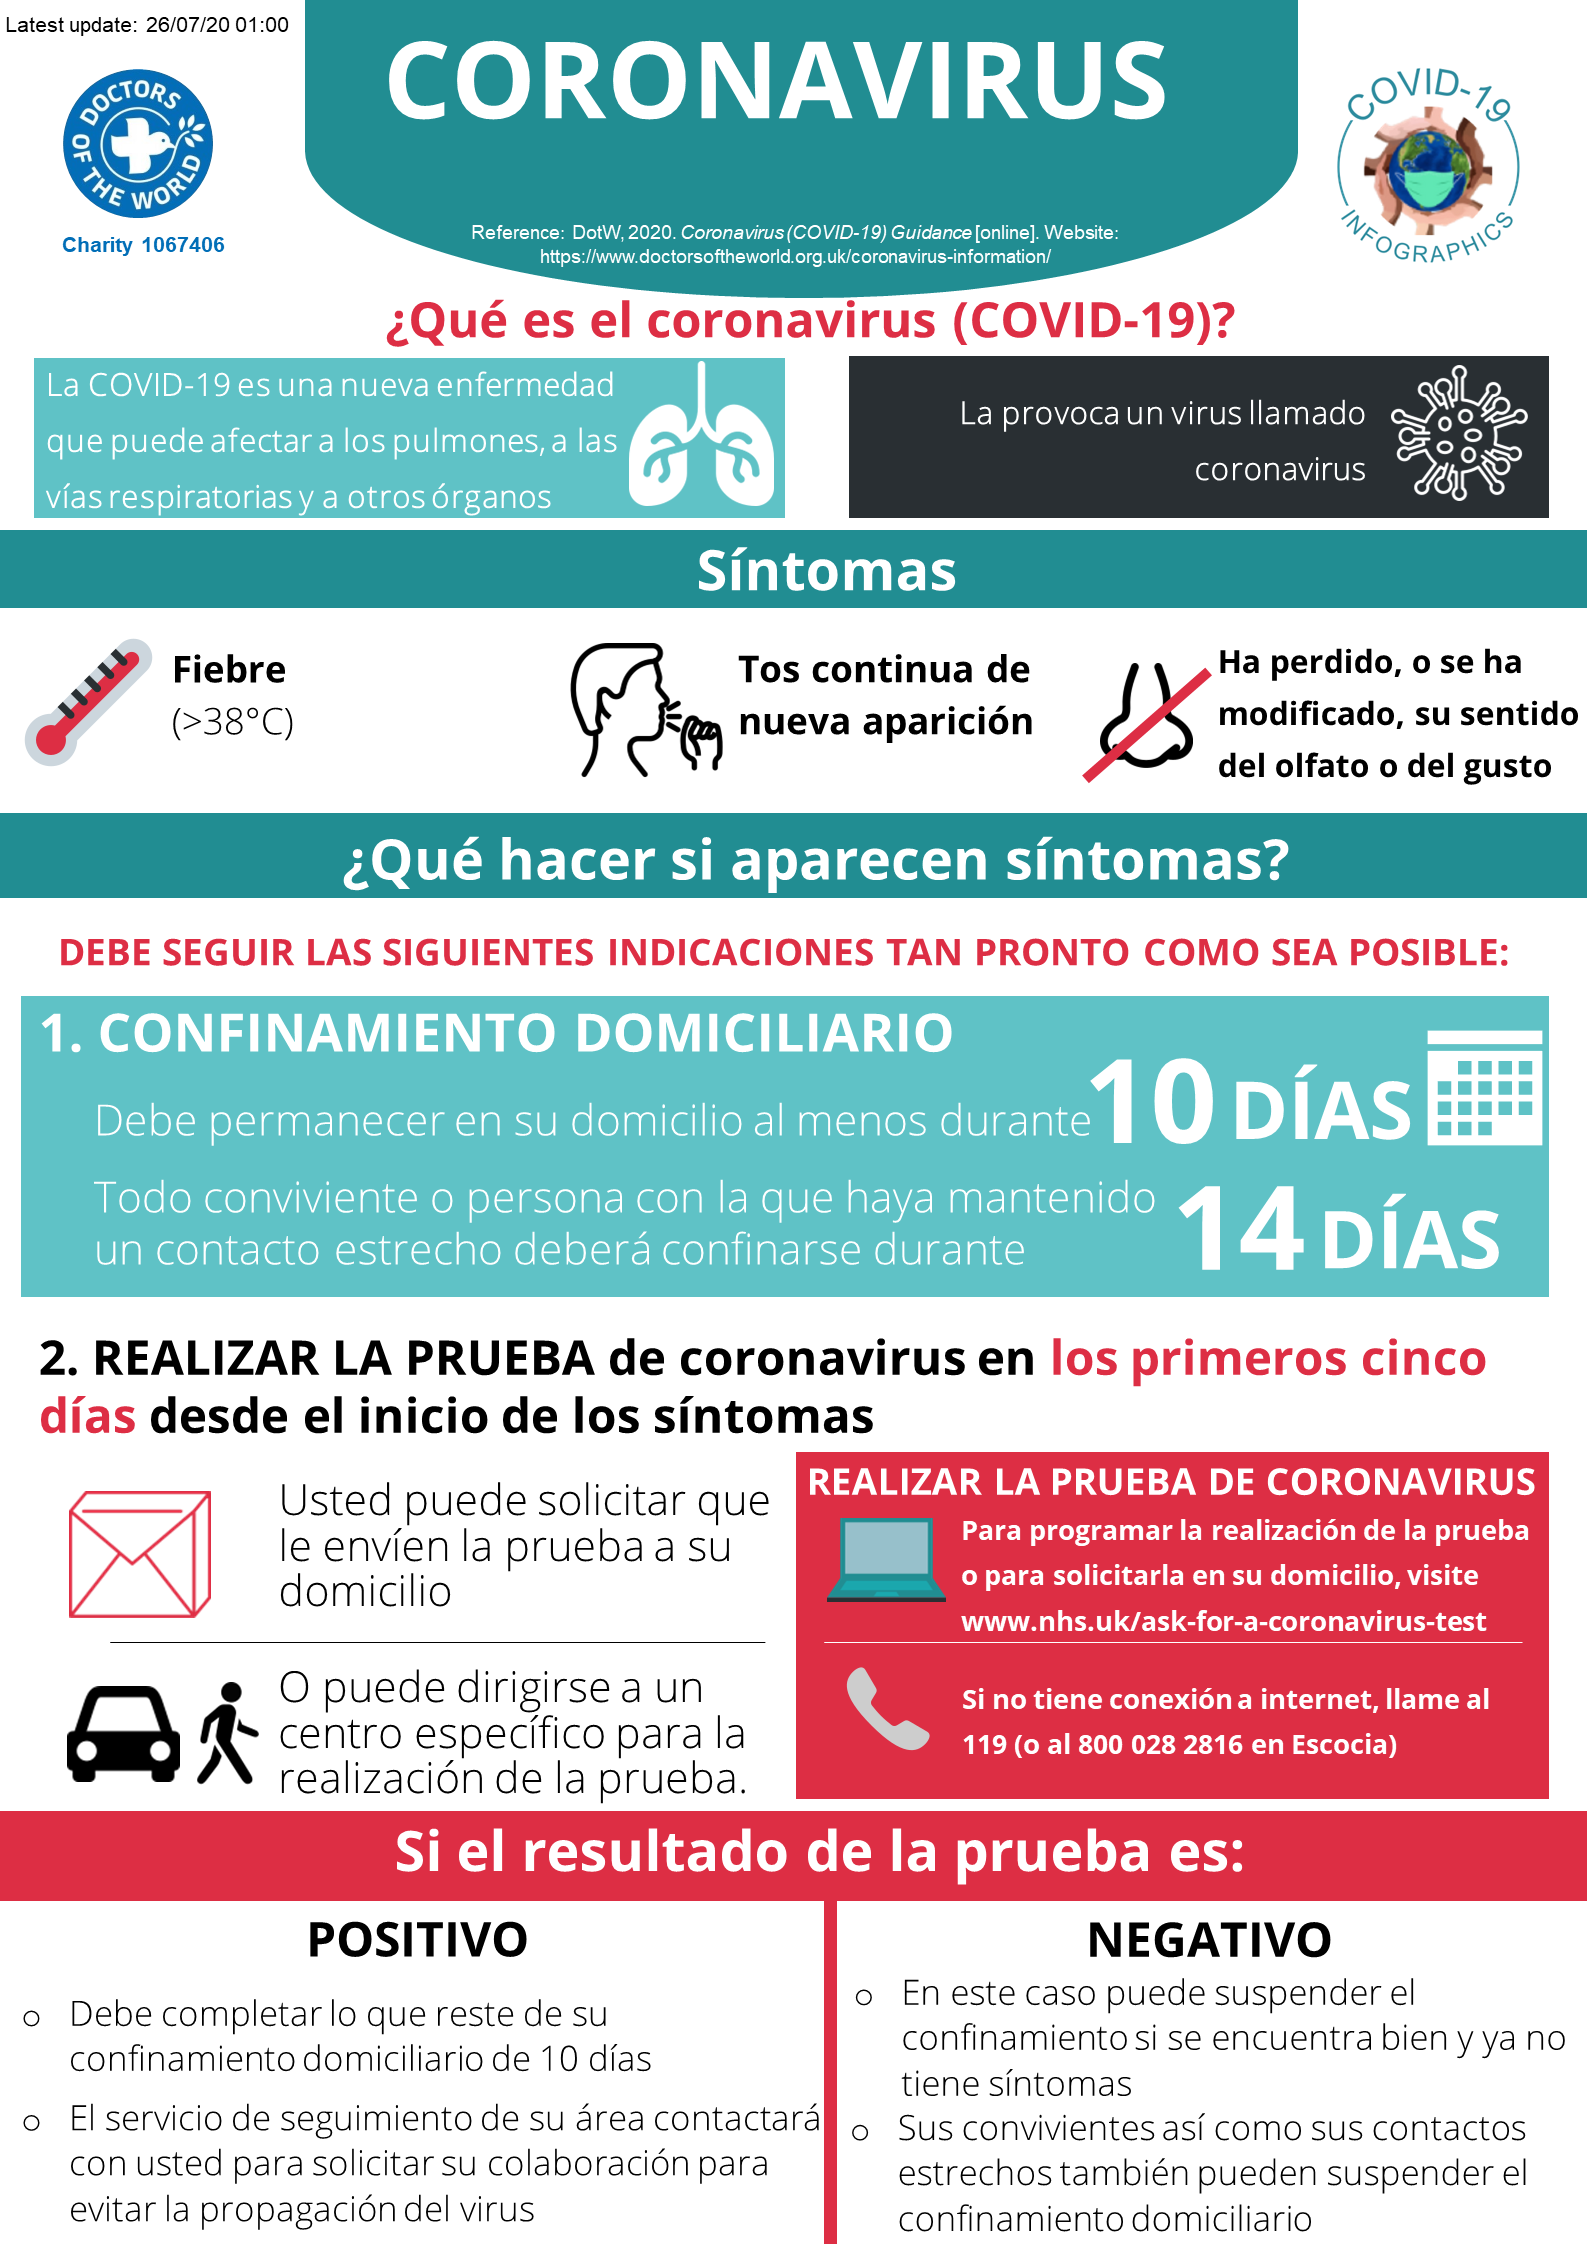 Latest update: 26/07/20 01:00
DOCTORS
OF THE WORLD
Charity 1067406
CORONAVIRUS
Reference: DotW, 2020. Coronavirus (COVID-19) Guidance [online]. Website:
https://www.doctorsoftheworld.org.uk/coronavirus-information/
COVID-19
INFOGRAPHICS
¿Qué es el coronavirus (COVID-19)?
La COVID-19 es una nueva enfermedad
que puede afectar a los pulmones, a las
vías respiratorias y a otros órganos
La provoca un virus llamado
coronavirus
Síntomas
Fiebre
(>38°C)
Tos continua de
nueva aparición
Ha perdido, o se ha
modificado, su sentido
del olfato o del gusto
¿Qué hacer si aparecen síntomas?
DEBE SEGUIR LAS SIGUIENTES INDICACIONES TAN PRONTO COMO SEA POSIBLE:
1. CONFINAMIENTO DOMICILIARIO
Debe permanecer en su domicilio al menos durante 10 DÍAS
Todo conviviente o persona con la que haya mantenido
un contacto estrecho deberá confinarse durante 14 DÍAS
2. REALIZAR LA PRUEBA de coronavirus en los primeros cinco
días desde el inicio de los síntomas
Usted puede solicitar que
le envíen la prueba a su
domicilio
O puede dirigirse a un
centro específico para la
realización de la prueba.
REALIZAR LA PRUEBA DE CORONAVIRUS
Para programar la realización de la prueba
o para solicitarla en su domicilio, visite
www.nhs.uk/ask-for-a-coronavirus-test
Si no tiene conexión a internet, llame al
119 (o al 800 028 2816 en Escocia)
Si el resultado de la prueba es:
POSITIVO
o Debe completar lo que reste de su
confinamiento domiciliario de 10 días
o El servicio de seguimiento de su área contactará
con usted para solicitar su colaboración para
evitar la propagación del virus
NEGATIVO
o En este caso puede suspender el
confinamiento si se encuentra bien y ya no
tiene síntomas
o Sus convivientes así como sus contactos
estrechos también pueden suspender el
confinamiento domiciliario